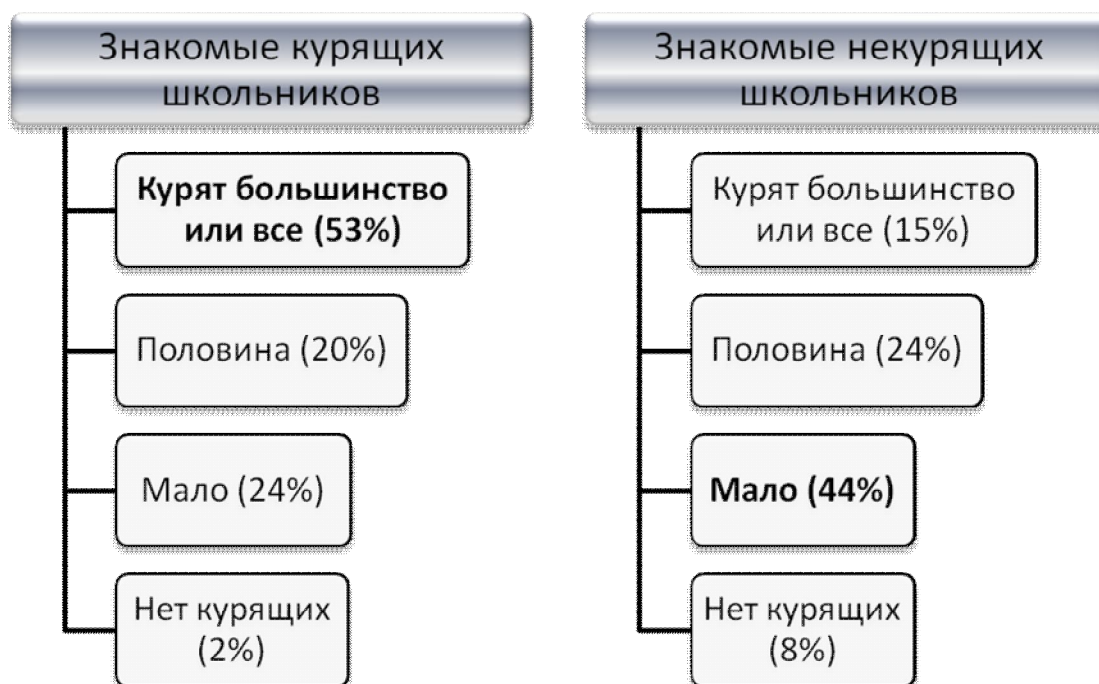 Знакомые курящих
школьников
Курят большинство
или все (53%)
Половина (20%)
Мало (24%)
Нет курящих
(2%)
Знакомые некурящих
школьников
Курят большинство
или все (15%)
Половина (24%)
Мало (44%)
Нет курящих
(8%)